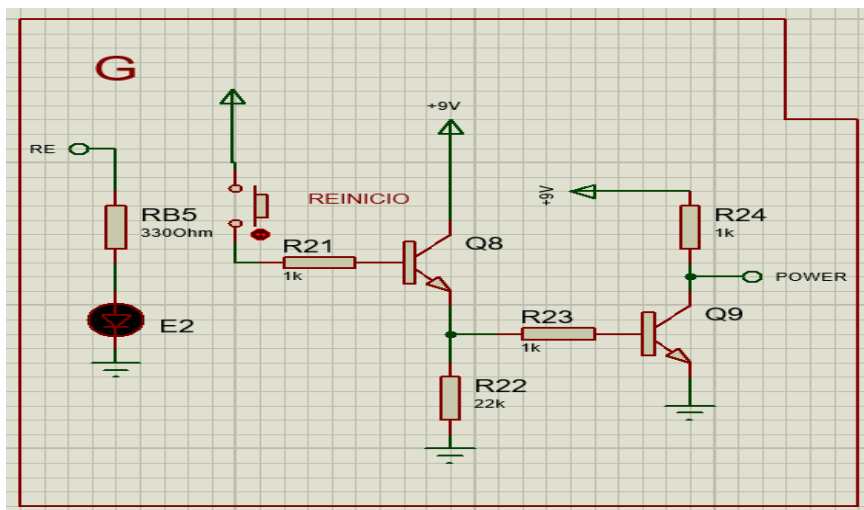 G
+9V
RE
REINICIO
+9V
RB5
330Ohm
R21
1k
Q8
R24
1k
POWER
E2
R23
1k
Q9
R22
22k